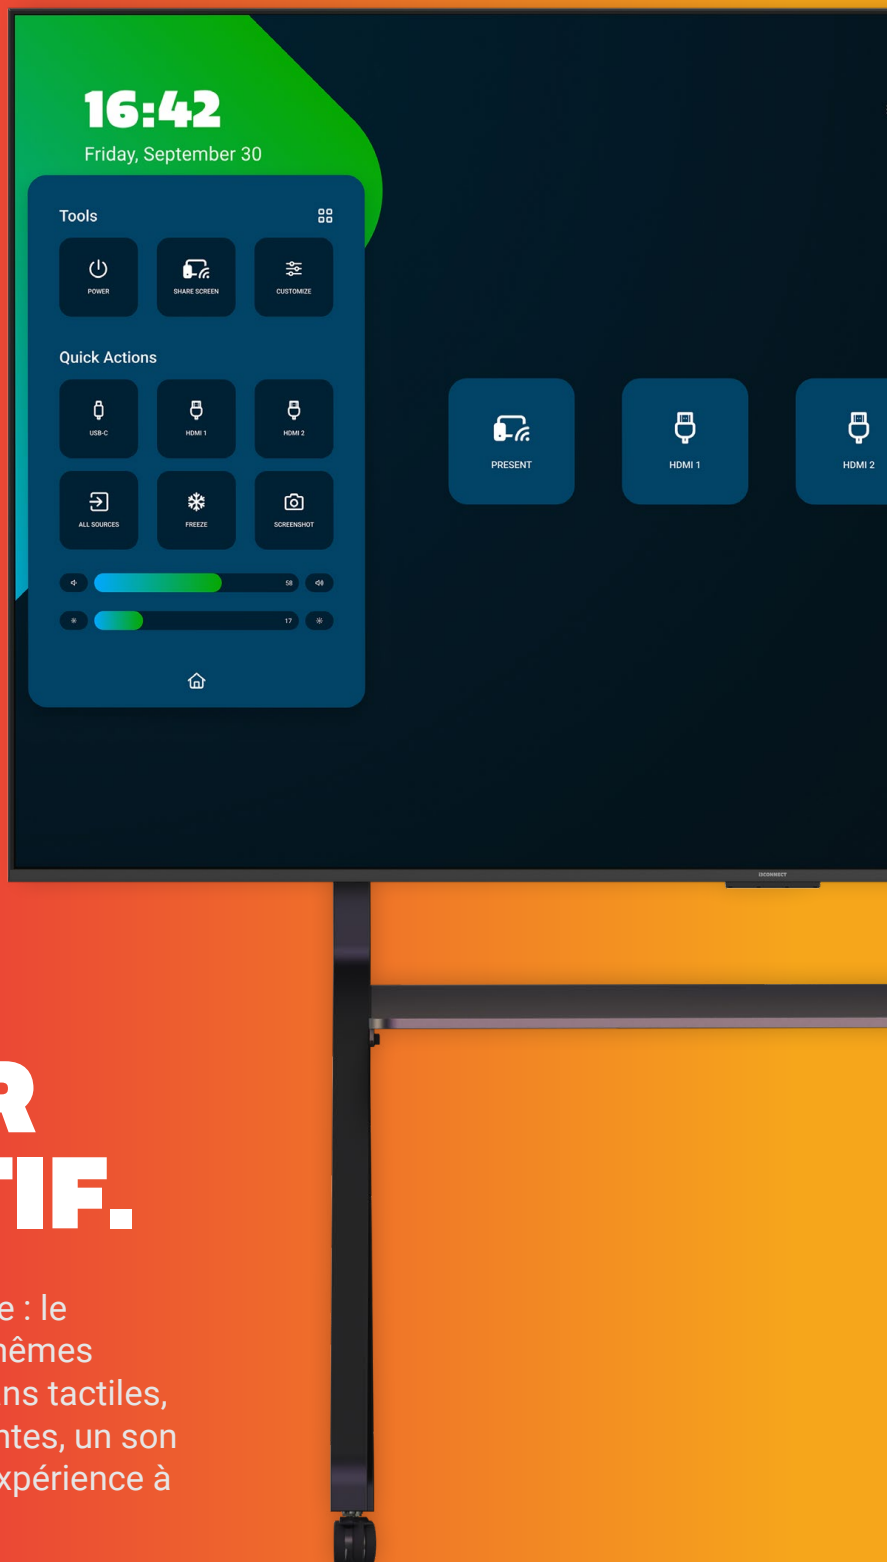 16:42
Friday, September 30
Tools
POWER
SHARE SCREEN
CUSTOMIZE
Quick Actions
USB-C
HDMI 1
HDMI 2
ALL SOURCES
FREEZE
SCREENSHOT
58
17
PRESENT
HDMI 1
HDMI 2
R
TIF.
e : le
mêmes
ns tactiles,
ntes, un son
xpérience à